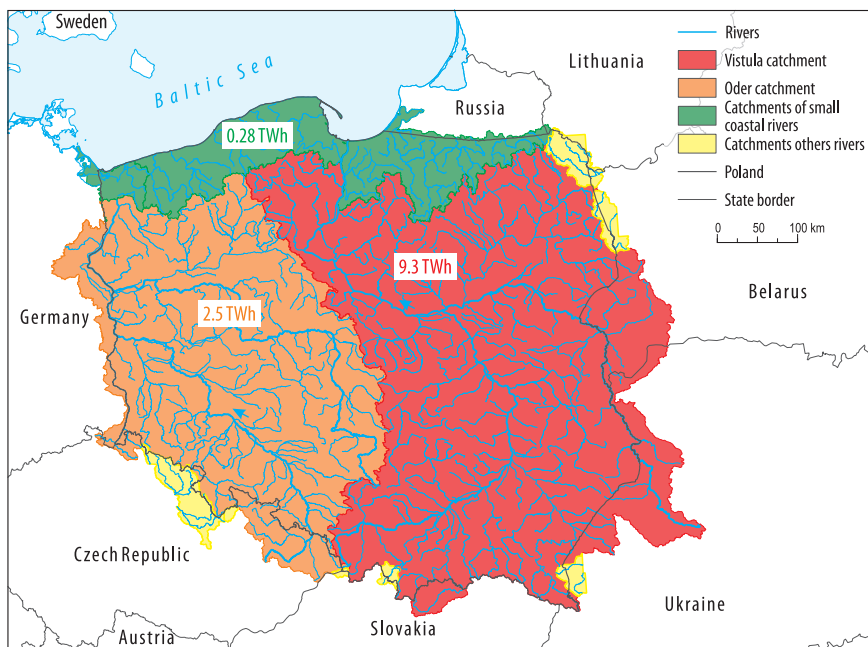 Sweden
Baltic Sea
Lithuania
Russia
Rivers
Vistula catchment
Oder catchment
Catchments of small
coastal rivers
Catchments others rivers
Poland
State border
0 50 100 km
0.28 TWh
9.3 TWh
2.5 TWh
Germany
Belarus
Czech Republic
Ukraine
Austria
Slovakia